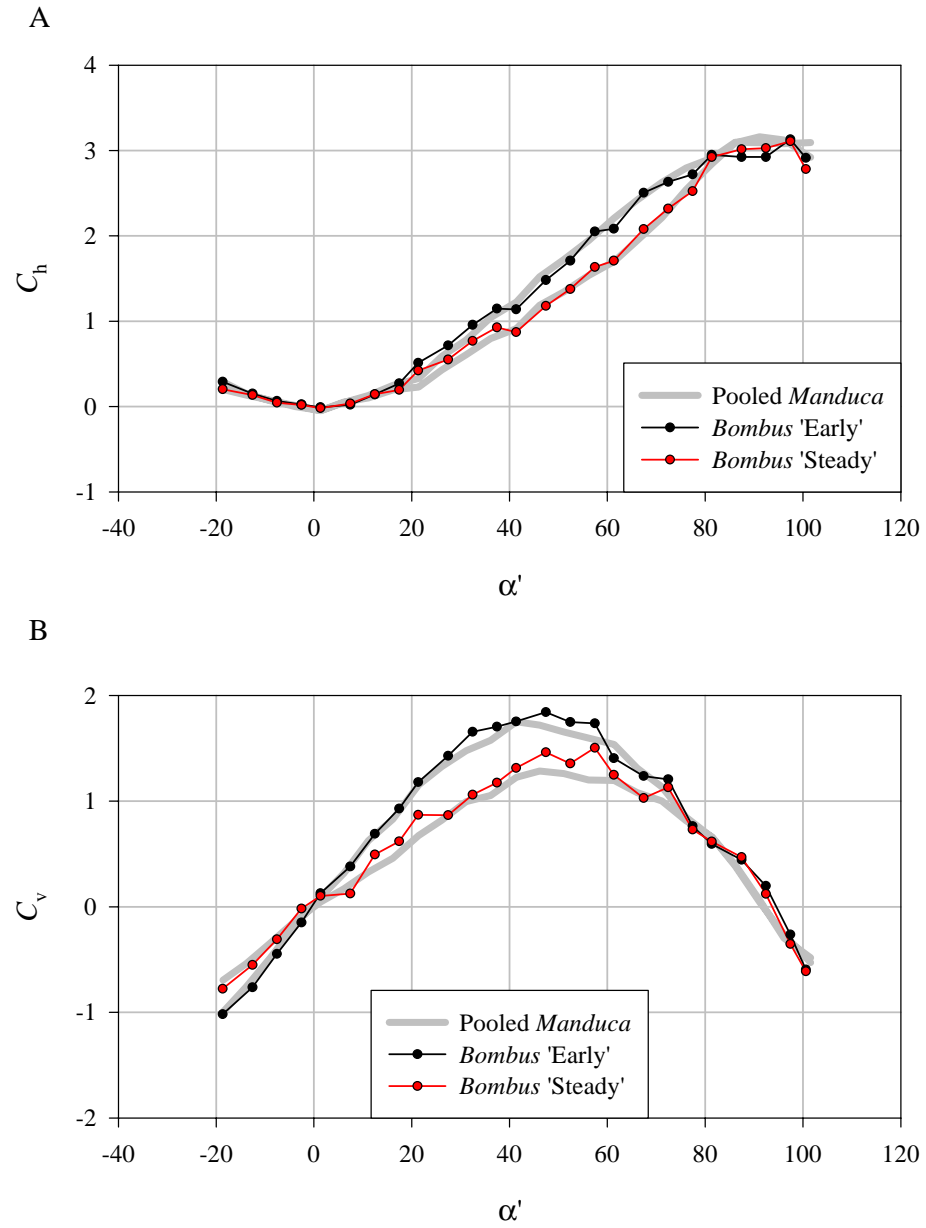 A
4
3
2
1
0
-1
C_h
-40 -20 0 20 40 60 80 100 120
α'
Pooled Manduca
Bombus 'Early'
Bombus 'Steady'
B
2
1
0
-1
-2
C_v
-40 -20 0 20 40 60 80 100 120
α'
Pooled Manduca
Bombus 'Early'
Bombus 'Steady'